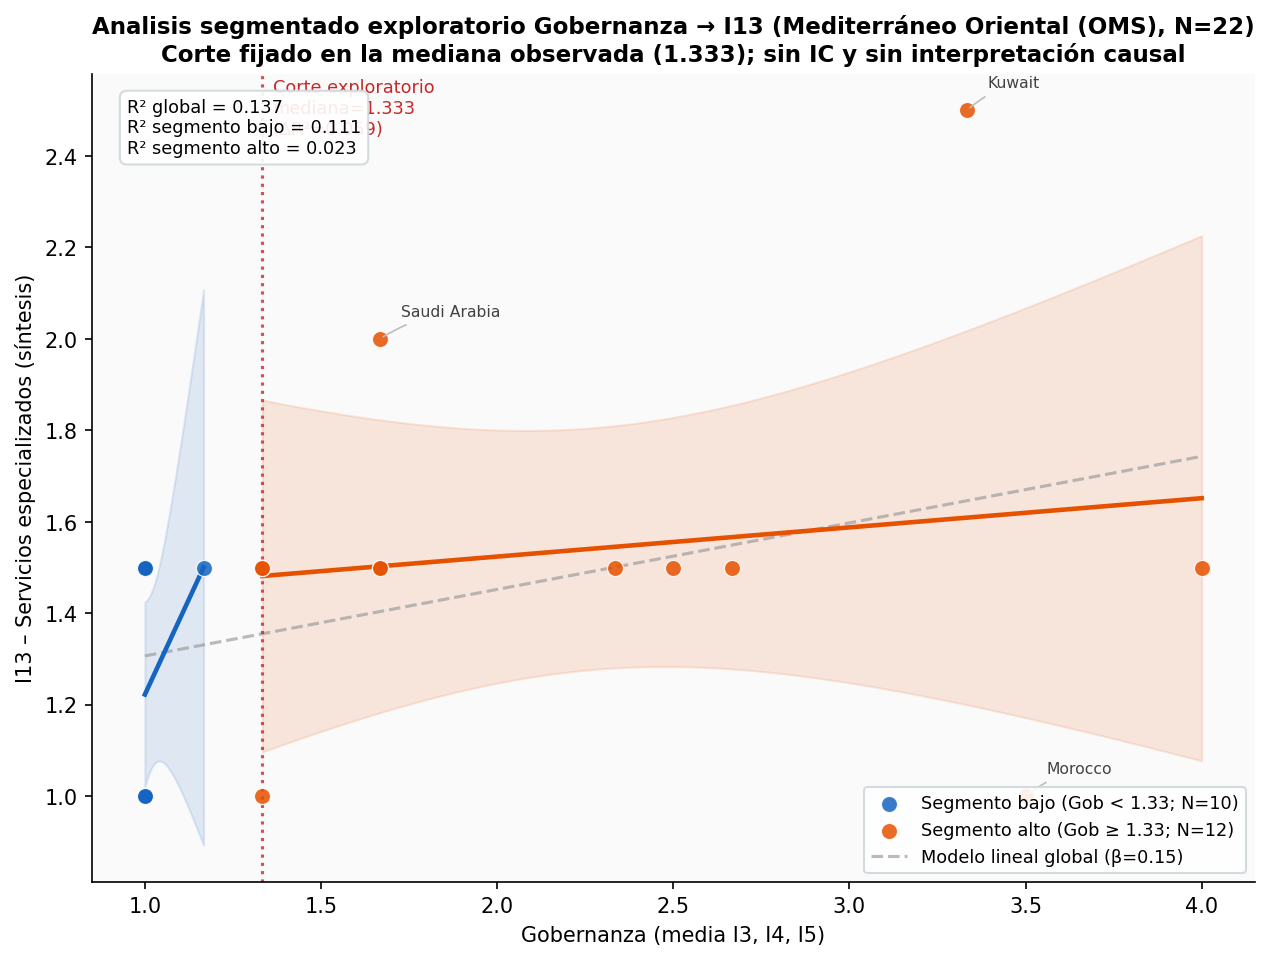 Analisis segmentado exploratorio Gobernanza → I13 (Mediterráneo Oriental (OMS), N=22)
Corte fijado en la mediana observada (1.333); sin IC y sin interpretación causal
Corte exploratorio
mediana=1.333
9)
R² global = 0.137
R² segmento bajo = 0.111
R² segmento alto = 0.023
Kuwait
Saudi Arabia
Morocco
2.4
2.2
2.0
1.8
1.6
1.4
1.2
1.0
I13 – Servicios especializados (síntesis)
Segmento bajo (Gob < 1.33; N=10)
Segmento alto (Gob ≥ 1.33; N=12)
Modelo lineal global (β=0.15)
1.0
1.5
2.0
2.5
3.0
3.5
4.0
Gobernanza (media I3, I4, I5)